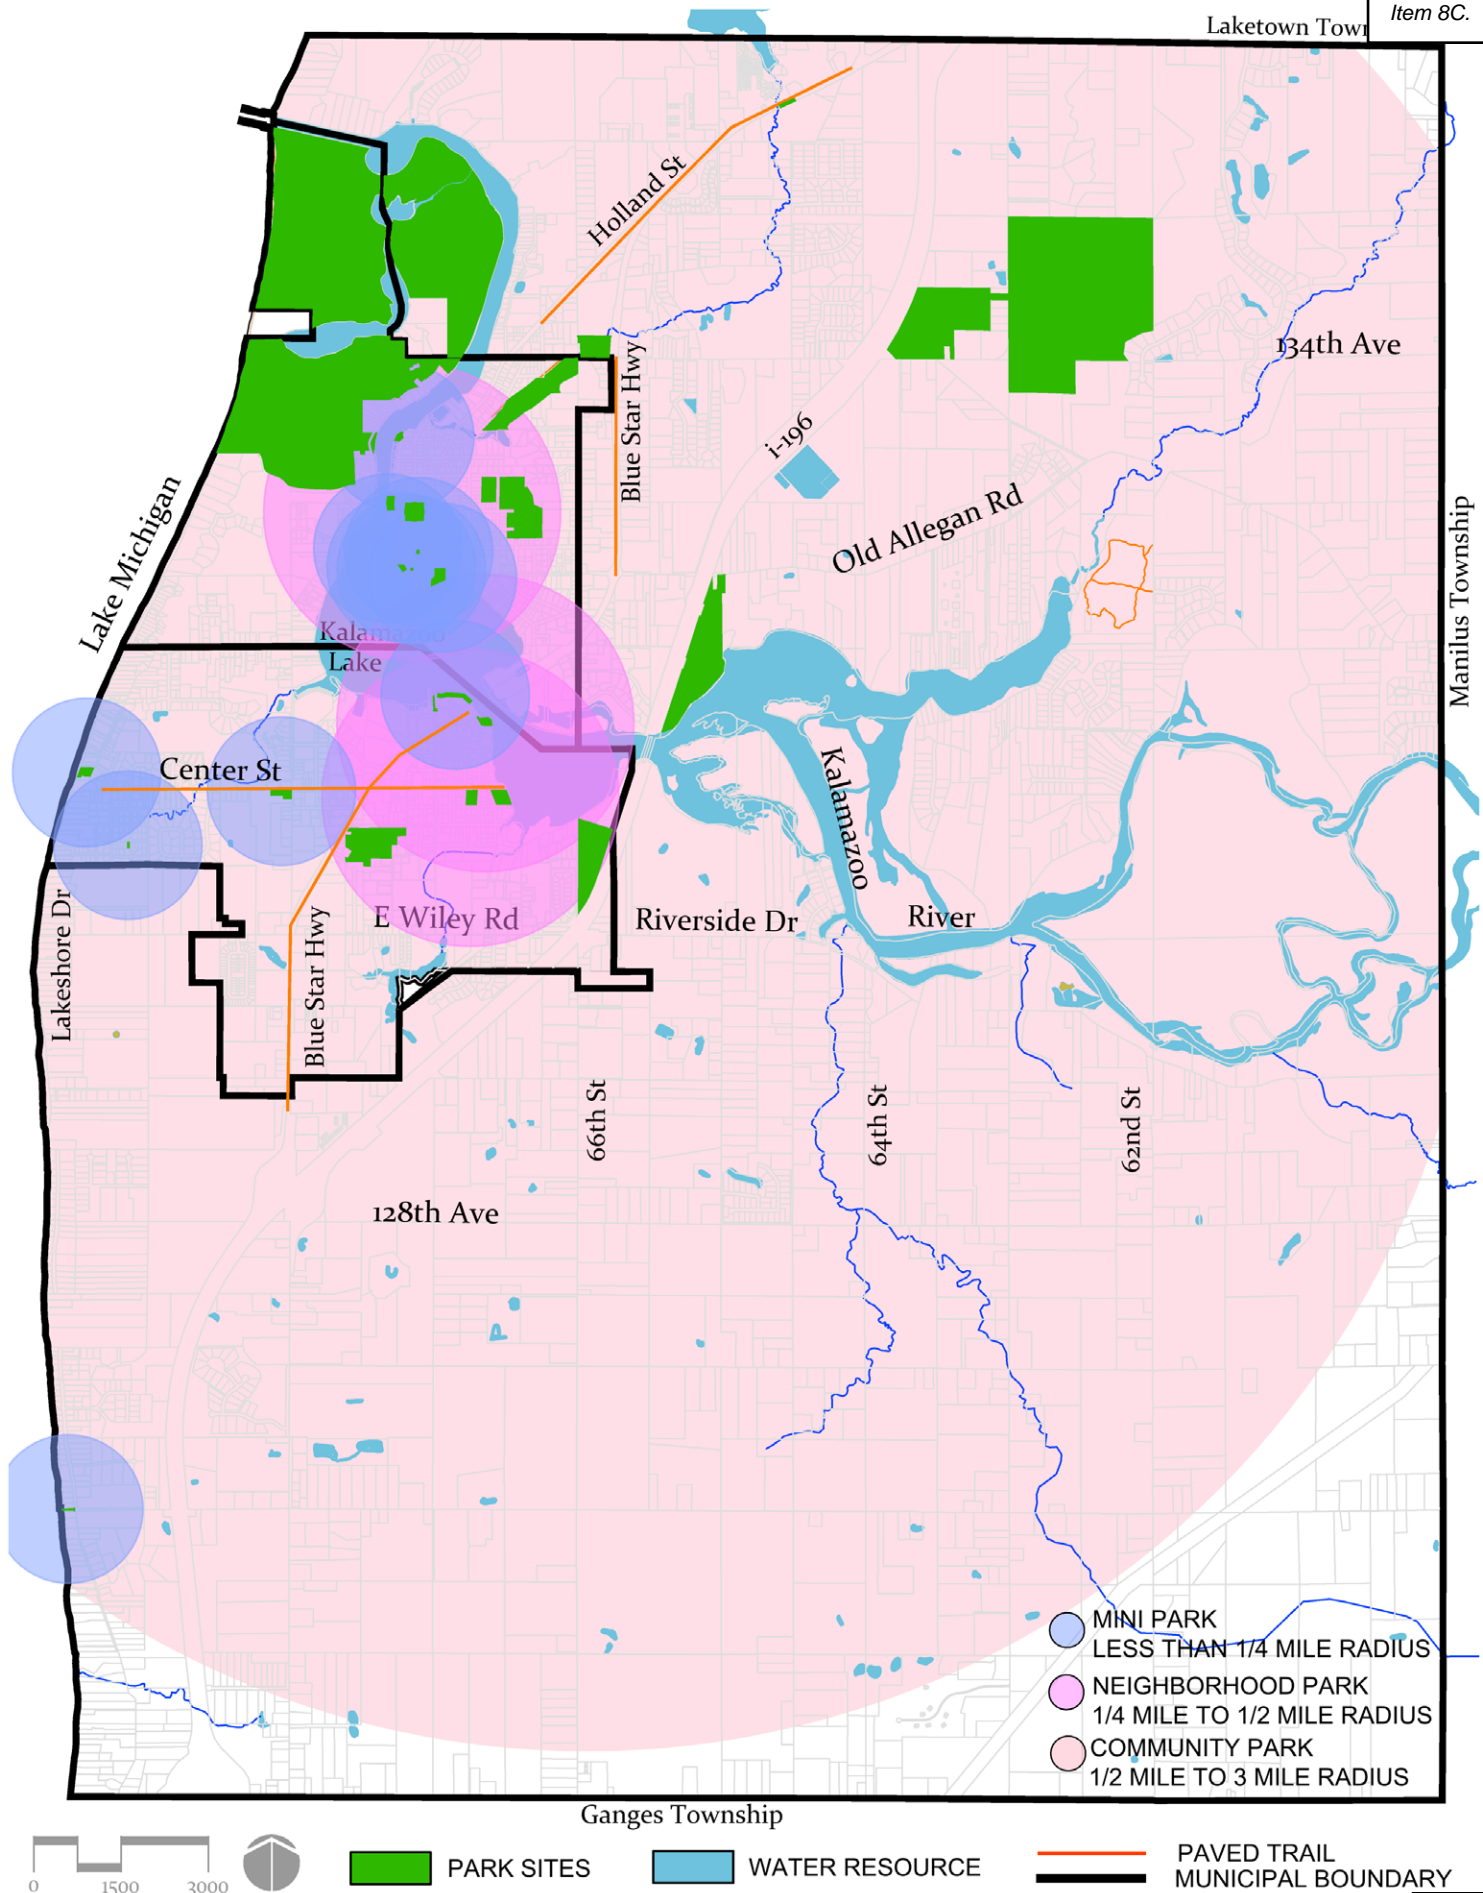 Item 8C.
Laketown Tow
Holland St
134th Ave
Blue Star Hwy
i-196
Old Allegan Rd
Lake Michigan
Manlius Township
Kalamazoo
Lake
Center St
Kalamazoo
River
E Wiley Rd
Riverside Dr
Lakeshore Dr
Blue Star Hwy
66th St
64th St
62nd St
128th Ave
MINI PARK
LESS THAN 1/4 MILE RADIUS
NEIGHBORHOOD PARK
1/4 MILE TO 1/2 MILE RADIUS
COMMUNITY PARK
1/2 MILE TO 3 MILE RADIUS
Ganges Township
0 1500 3000
PARK SITES
WATER RESOURCE
PAVED TRAIL
MUNICIPAL BOUNDARY